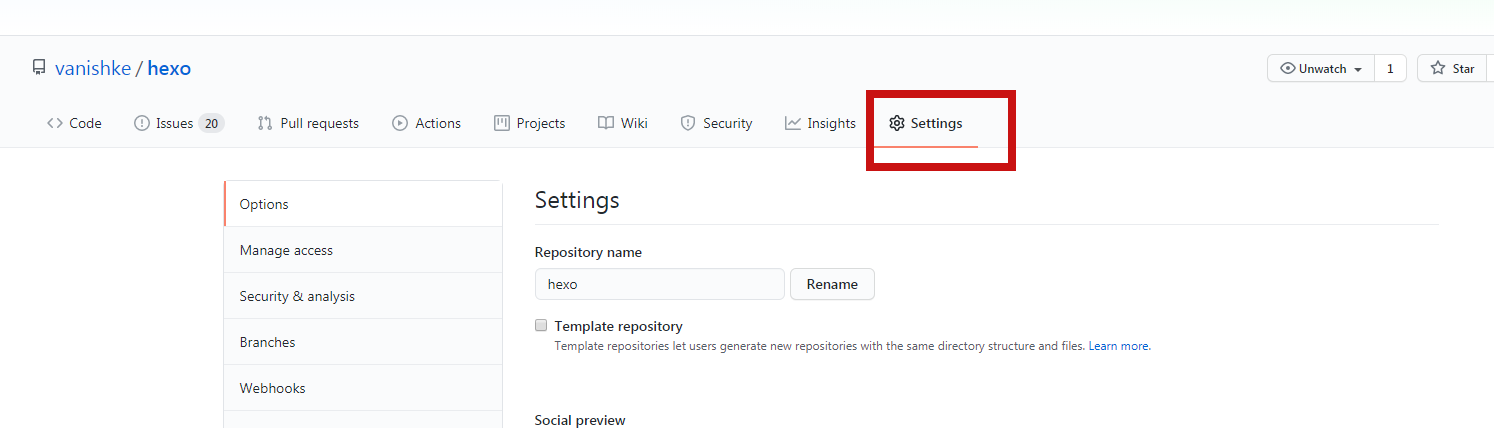 vanishke / hexo
Unwatch 1 Star
Code Issues 20 Pull requests Actions Projects Wiki Security Insights Settings
Options
Manage access
Security & analysis
Branches
Webhooks
Settings
Repository name
hexo Rename
Template repository
Template repositories let users generate new repositories with the same directory structure and files. Learn more.
Social preview